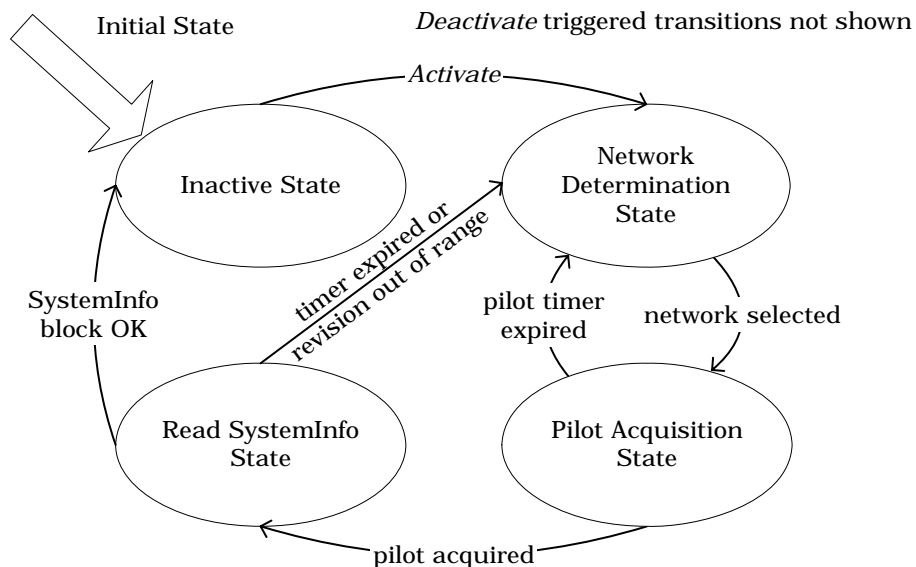 Initial State
Deactivate triggered transitions not shown
Activate
Inactive State
Network
Determination
State
timer expired or
revision out of range
SystemInfo
block OK
pilot timer
expired
network selected
Read SystemInfo
State
Pilot Acquisition
State
pilot acquired